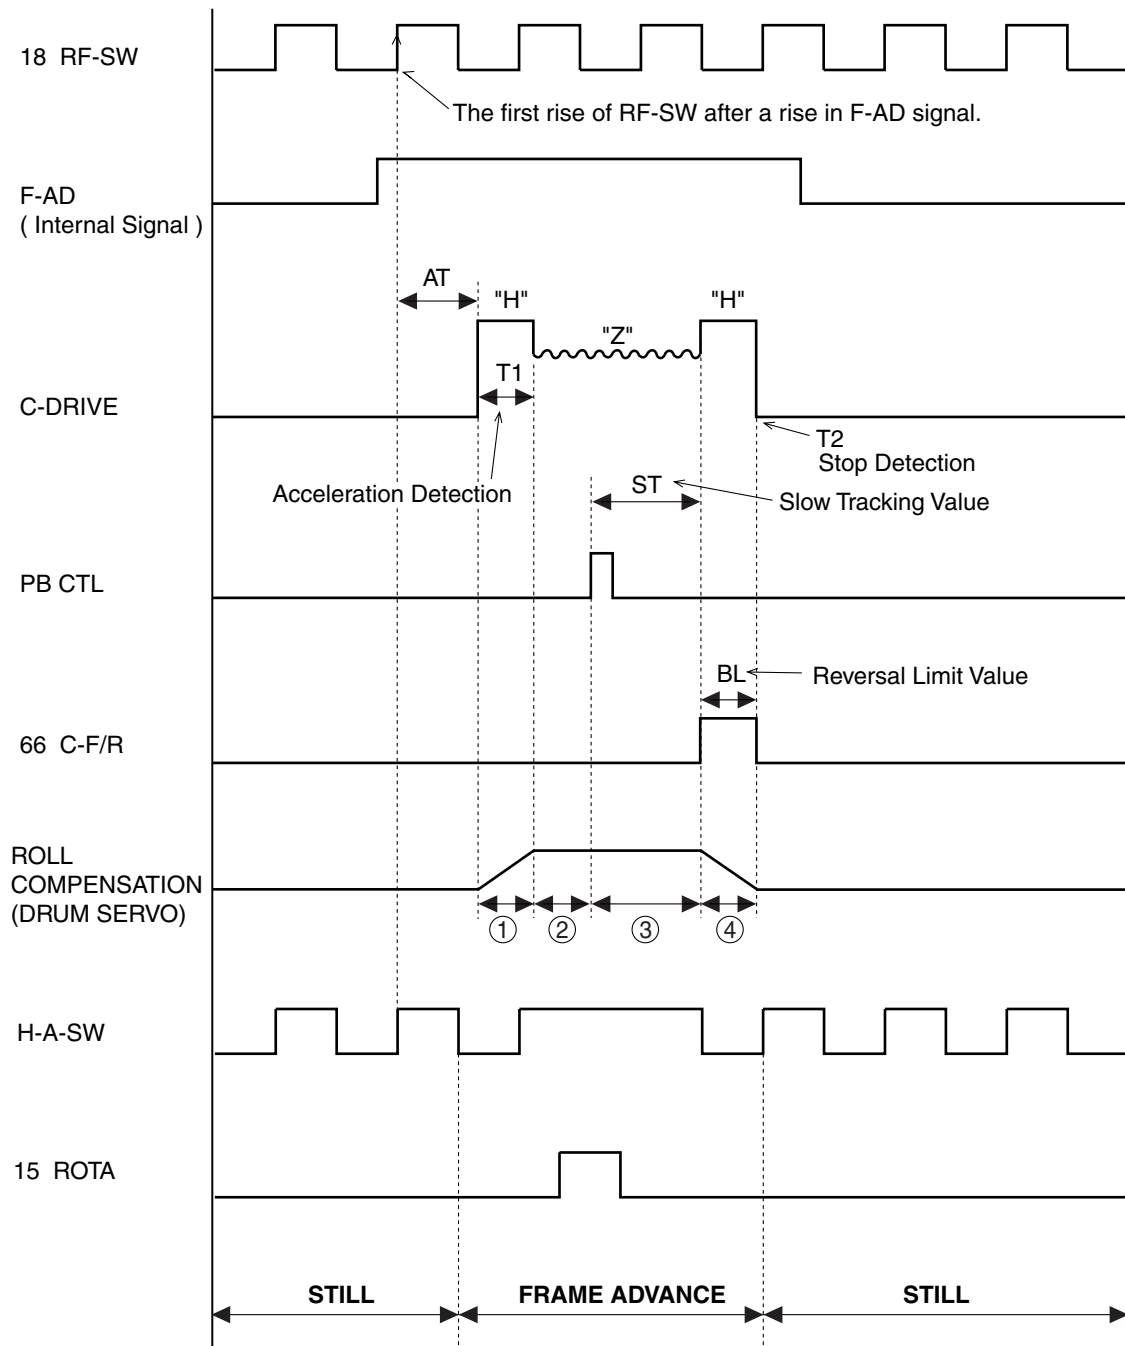 18 RF-SW
The first rise of RF-SW after a rise in F-AD signal.
F-AD
( Internal Signal )
AT
"H"
"H"
"Z"
T1
C-DRIVE
T2
Stop Detection
Acceleration Detection
ST
Slow Tracking Value
PB CTL
BL
Reversal Limit Value
66 C-F/R
ROLL
COMPENSATION
(DRUM SERVO)
① ② ③ ④
H-A-SW
15 ROTA
STILL FRAME ADVANCE STILL